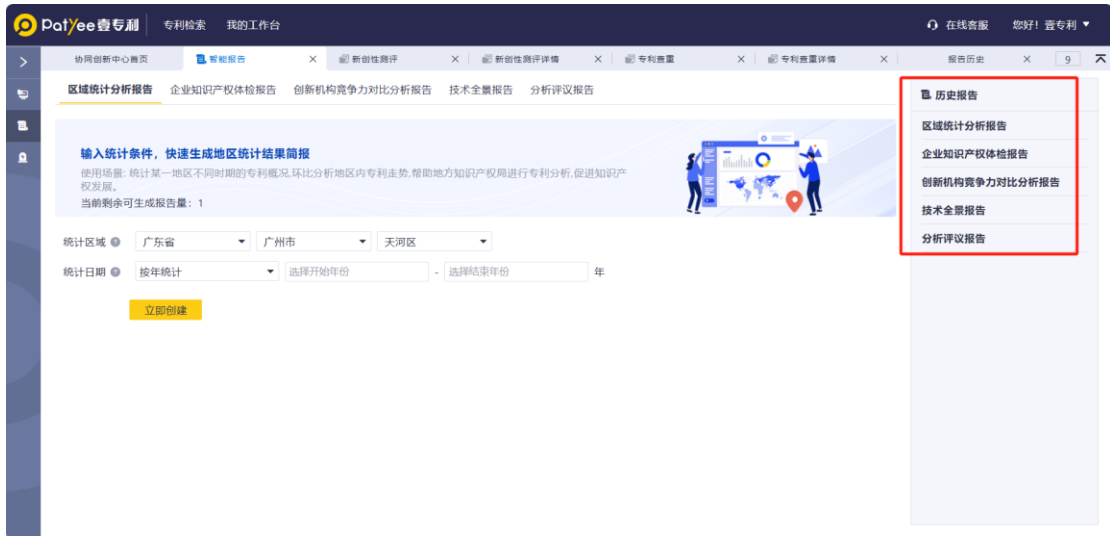 Patyee壹专利 专利检索 我的工作台 在线客服 您好！壹专利
协同创新中心首页 智能报告 新创性测评 新创性测评详情 专利查重 专利查重详情 报告历史 9
区域统计分析报告 企业知识产权体检报告 创新机构竞争力对比分析报告 技术全景报告 分析评议报告
输入统计条件，快速生成地区统计结果简报
使用场景: 统计某一地区不同时期的专利概况,环比分析地区内专利走势,帮助地方知识产权局进行专利分析,促进知识产
权发展。
当前剩余可生成报告量：1
统计区域 广东省 广州市 天河区
统计日期 按年统计 选择开始年份 - 选择结束年份 年
立即创建
历史报告
区域统计分析报告
企业知识产权体检报告
创新机构竞争力对比分析报告
技术全景报告
分析评议报告